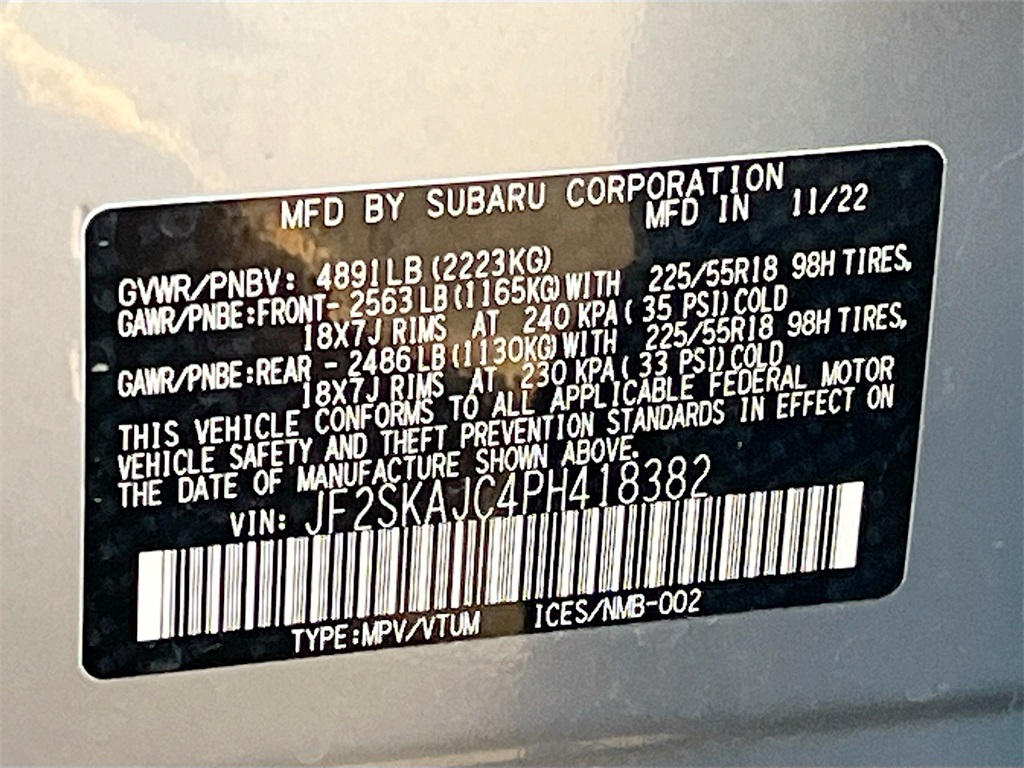 MFD BY SUBARU CORPORATION
MFD IN 11/22
GVWR/PNBV: 4891LB (2223KG)
GAWR/PNBE:FRONT- 2563LB(1165KG)WITH 225/55R18 98H TIRES,
18X7J RIMS AT 240 KPA( 35 PSI)COLD
GAWR/PNBE:REAR - 2486LB(1130KG)WITH 225/55R18 98H TIRES,
18X7J RIMS AT 230 KPA( 33 PSI)COLD
THIS VEHICLE CONFORMS TO ALL APPLICABLE FEDERAL MOTOR
VEHICLE SAFETY AND THEFT PREVENTION STANDARDS IN EFFECT ON
THE DATE OF MANUFACTURE SHOWN ABOVE.
VIN: JF2SKAJC4PH418382
TYPE:MPV/VTUM ICES/NMB-002